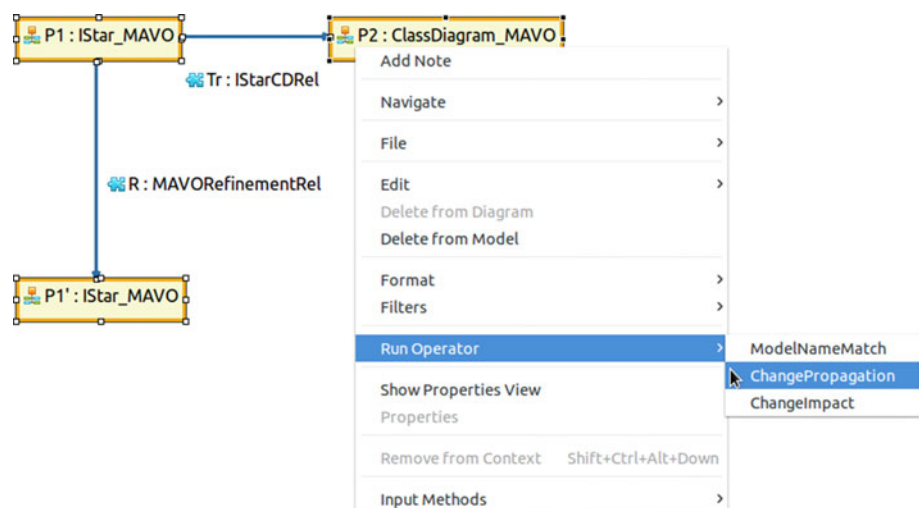 P1 : IStar_MAVO
P2 : ClassDiagram_MAVO
Tr : IStarCDRel
R : MAVORefinementRel
P1' : IStar_MAVO
Add Note
Navigate
File
Edit
Delete from Diagram
Delete from Model
Format
Filters
Run Operator
Show Properties View
Properties
Remove from Context Shift+Ctrl+Alt+Down
Input Methods
ModelNameMatch
ChangePropagation
ChangeImpact